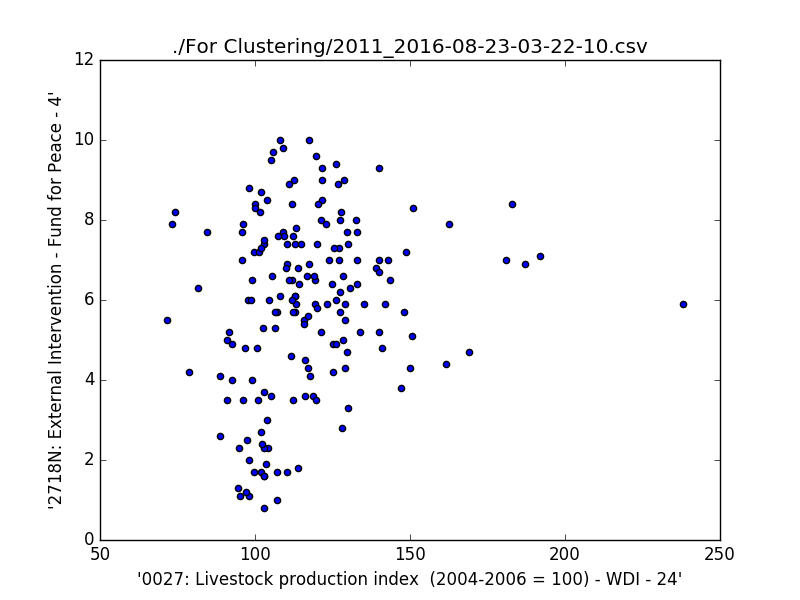 ./For Clustering/2011_2016-08-23-03-22-10.csv
12
10
8
6
4
2
0
'2718N: External Intervention - Fund for Peace - 4'
50 100 150 200 250
'0027: Livestock production index  (2004-2006 = 100) - WDI - 24'